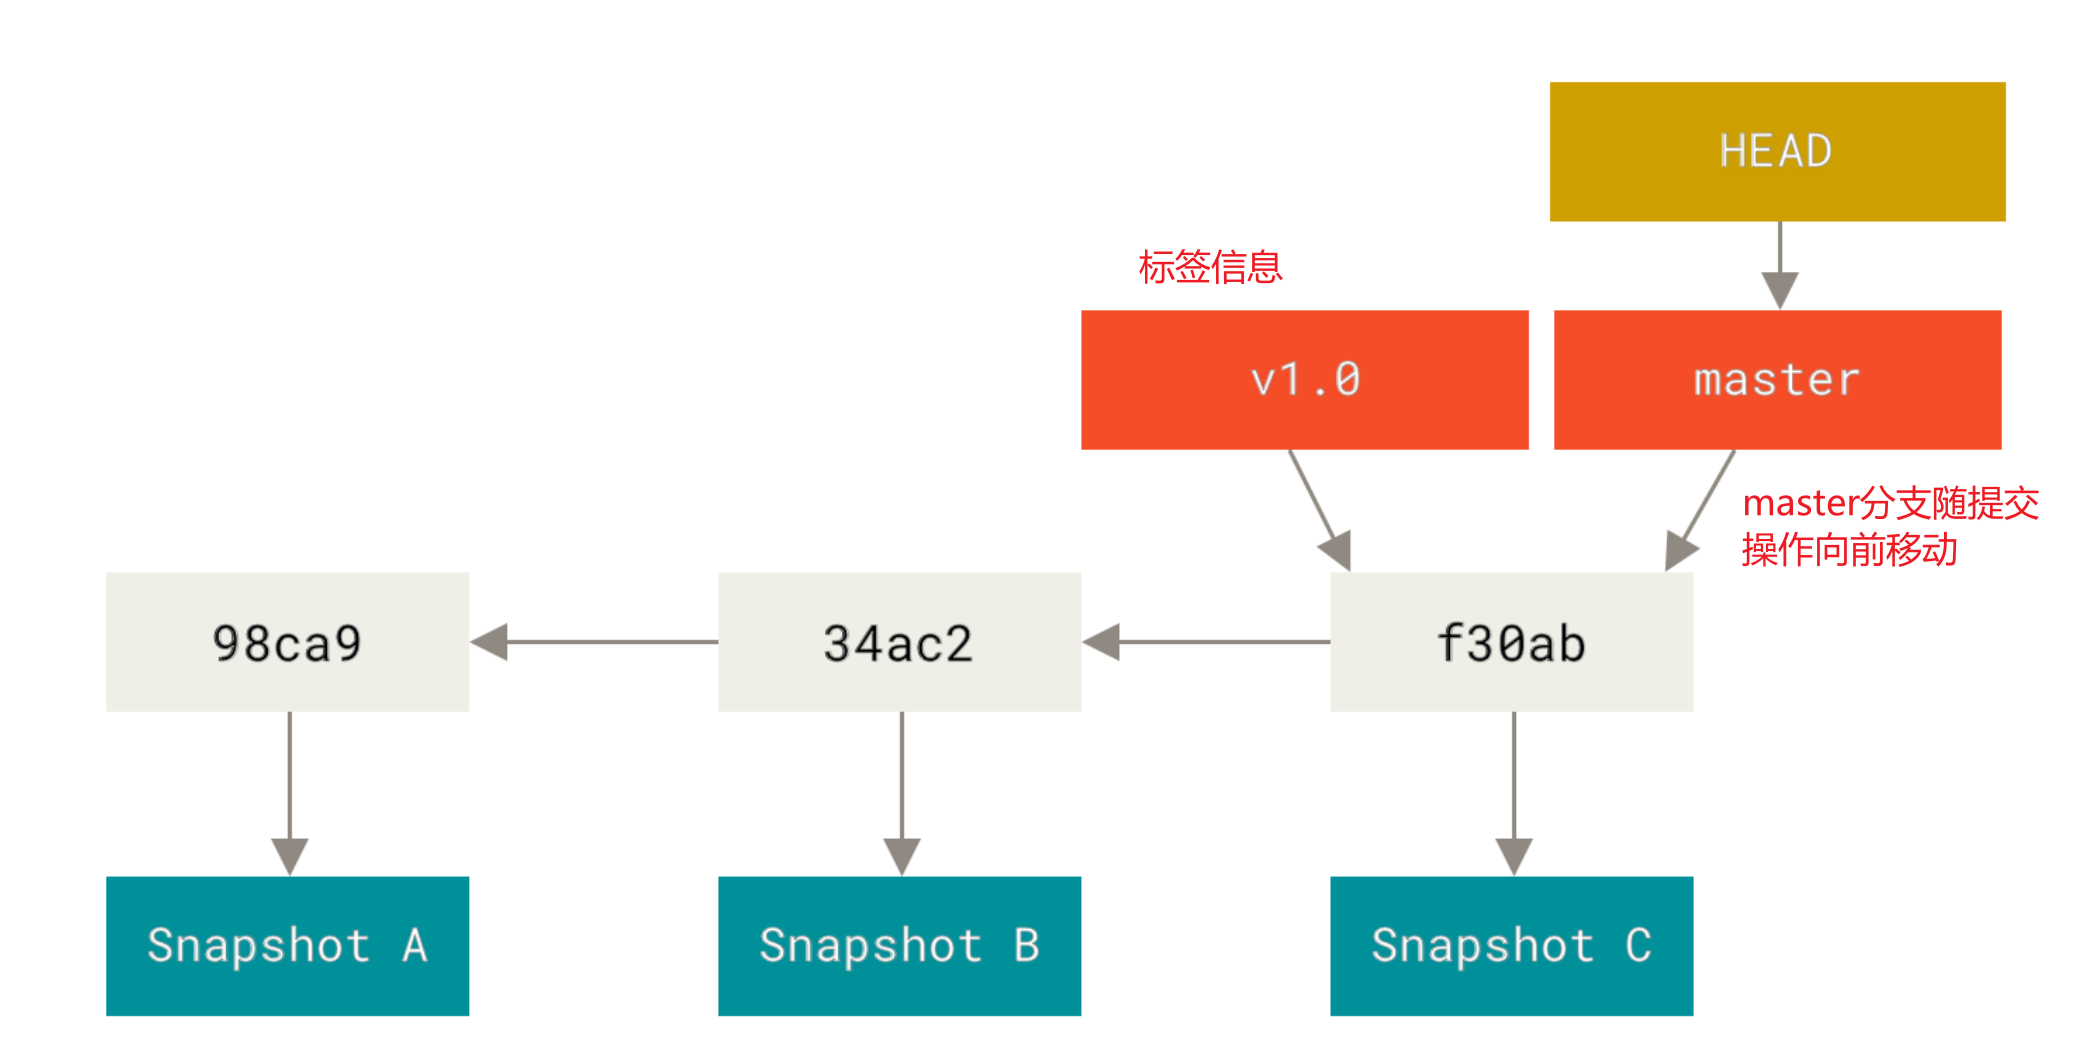 HEAD
标签信息
v1.0
master
master分支随提交
操作向前移动
98ca9
34ac2
f30ab
Snapshot A
Snapshot B
Snapshot C